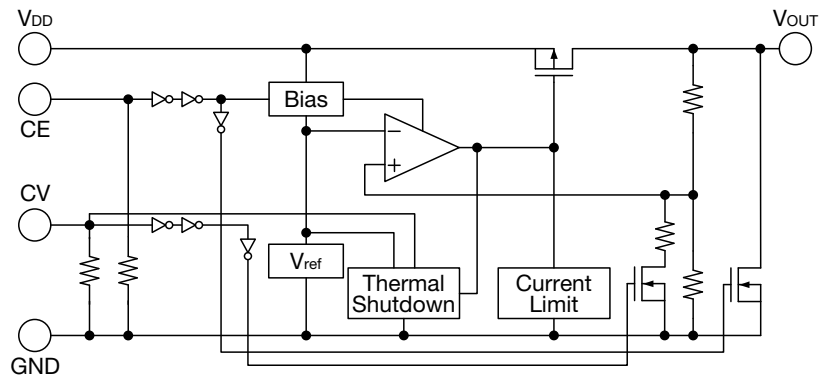 VDD
VOUT
CE
Bias
−
+
CV
Vref
Thermal
Shutdown
Current
Limit
GND